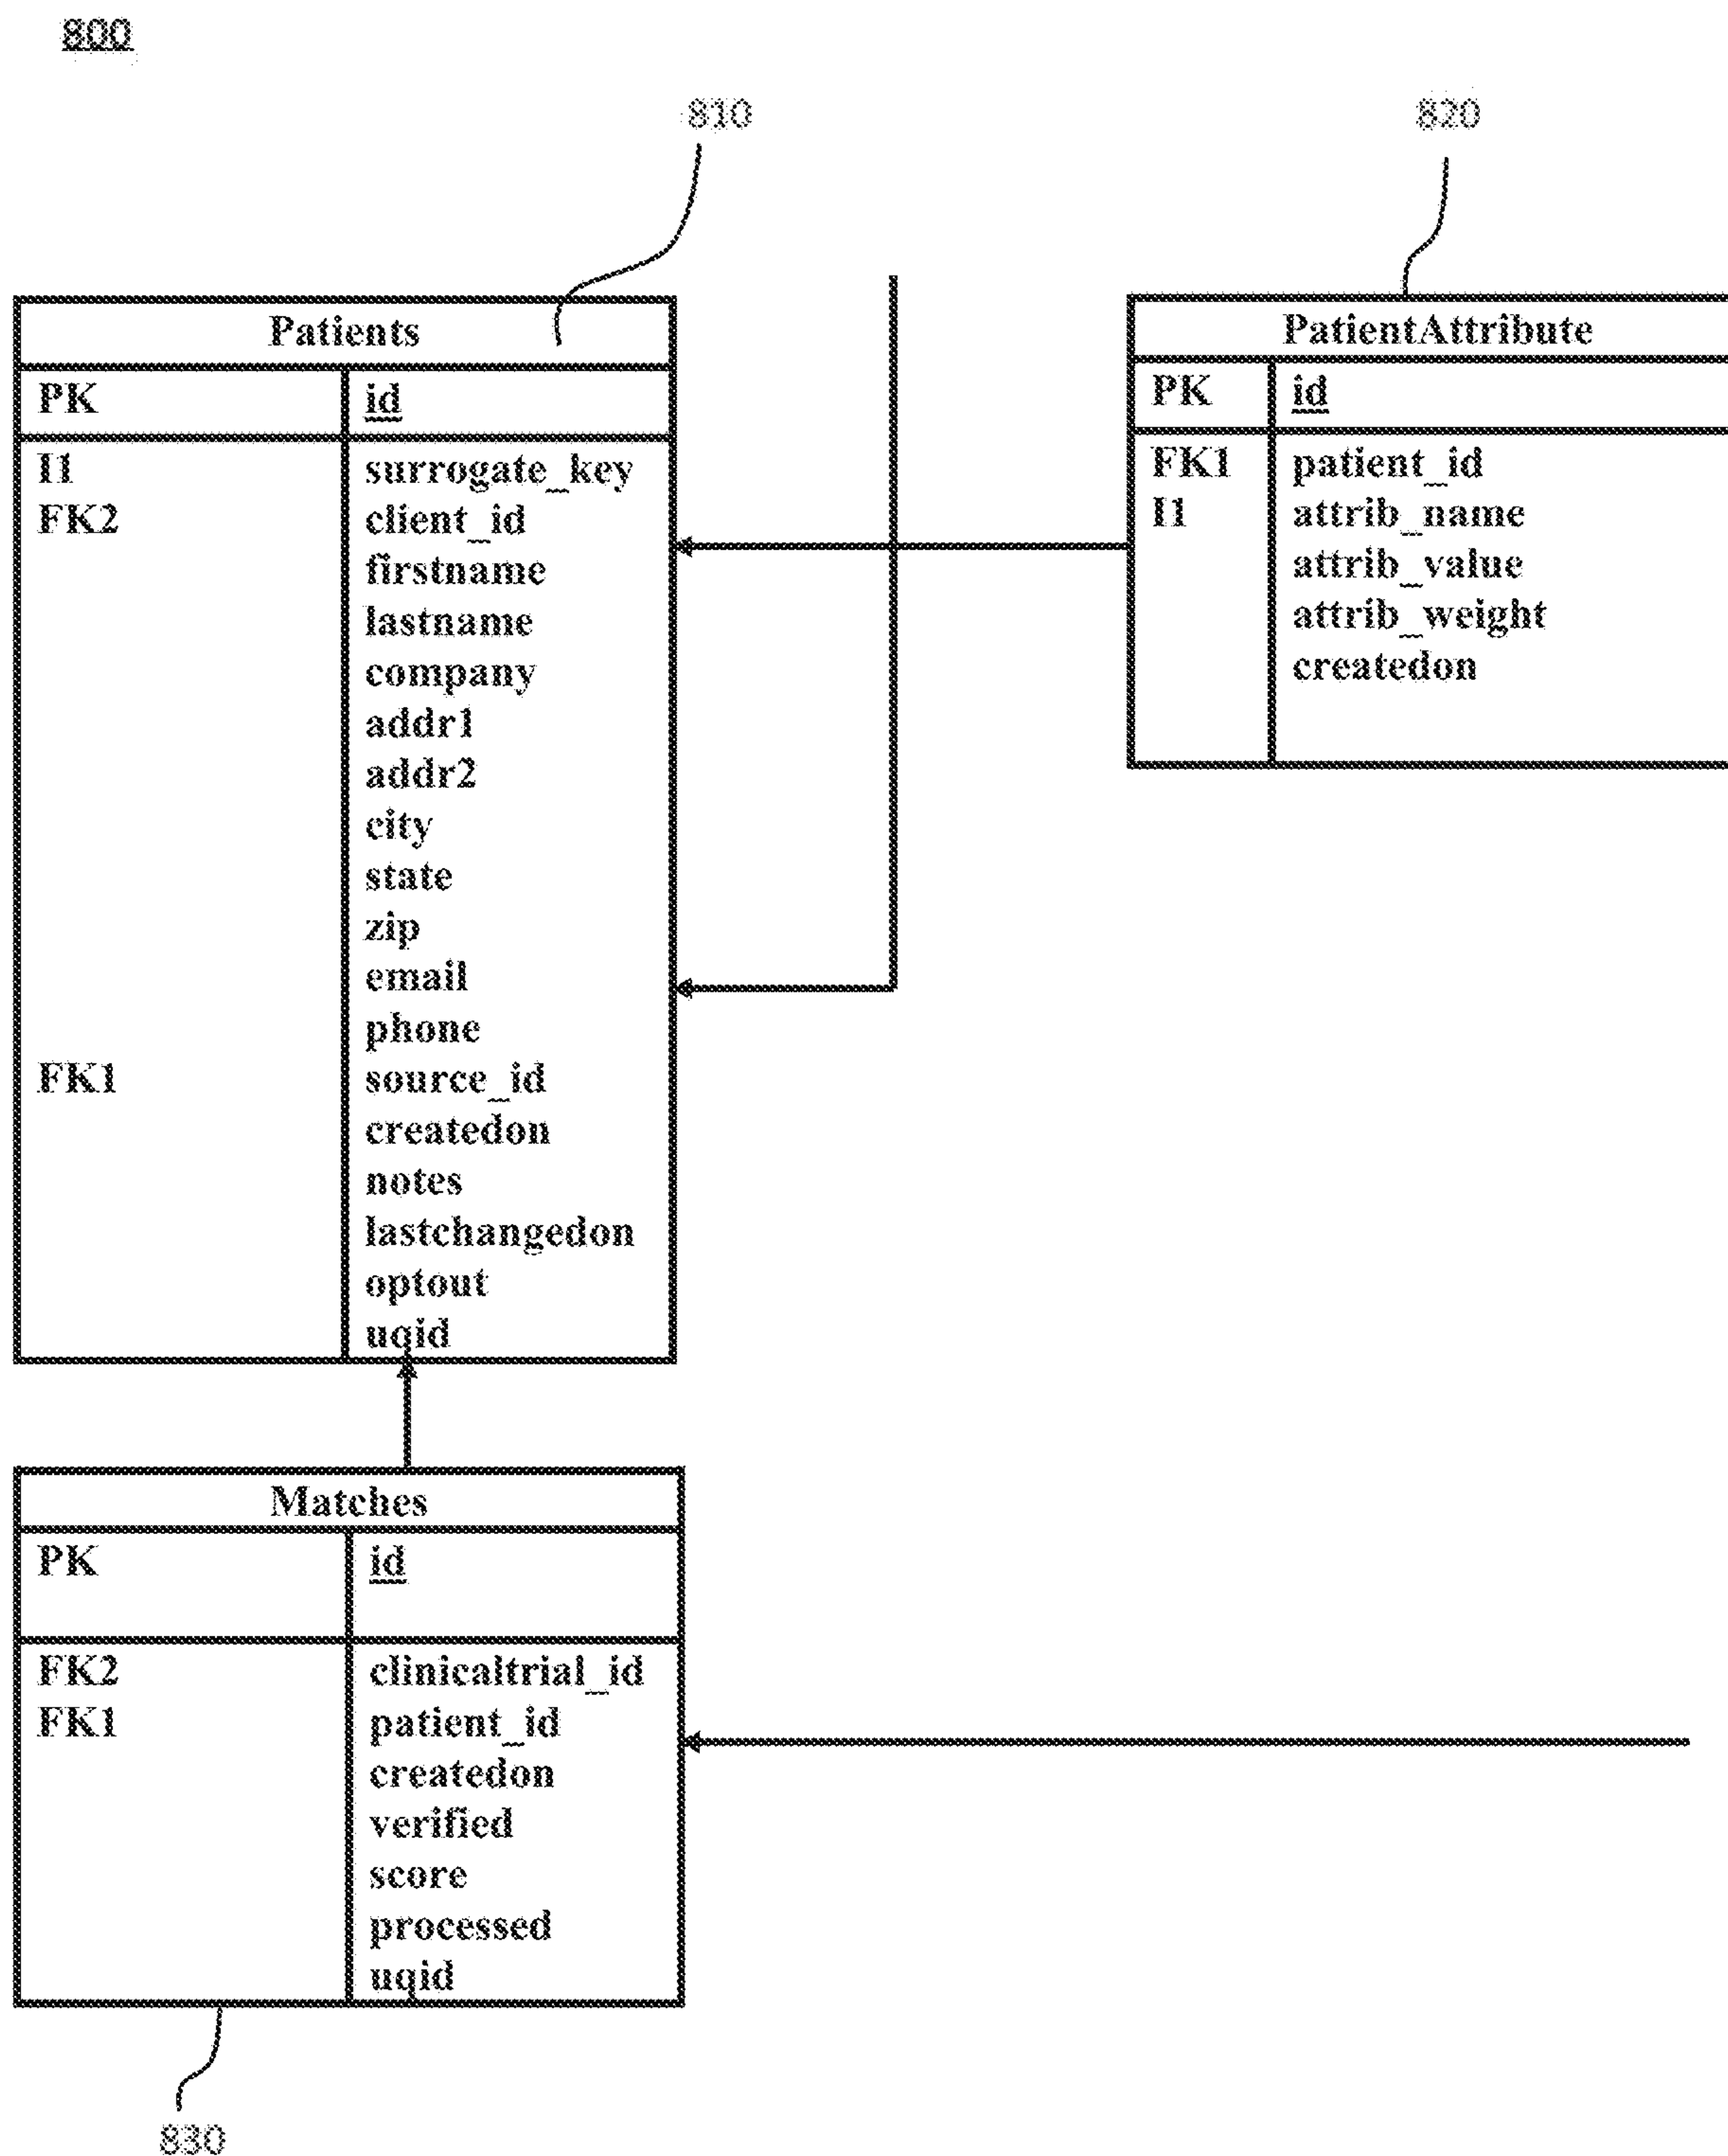 800
810
820
Patients
PK id
I1 surrogate_key
FK2 client_id
firstname
lastname
company
addr1
addr2
city
state
zip
email
phone
FK1 source_id
createdon
notes
lastchangedon
optout
uqid
PatientAttribute
PK id
FK1 patient_id
I1 attrib_name
attrib_value
attrib_weight
createdon
Matches
PK id
FK2 clinicaltrial_id
FK1 patient_id
createdon
verified
score
processed
uqid
830